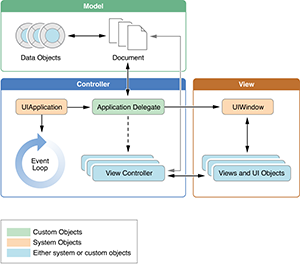 Model
Data Objects
Document
Controller
View
UIApplication
Application Delegate
UIWindow
Event
Loop
View Controller
Views and UI Objects
Custom Objects
System Objects
Either system or custom objects